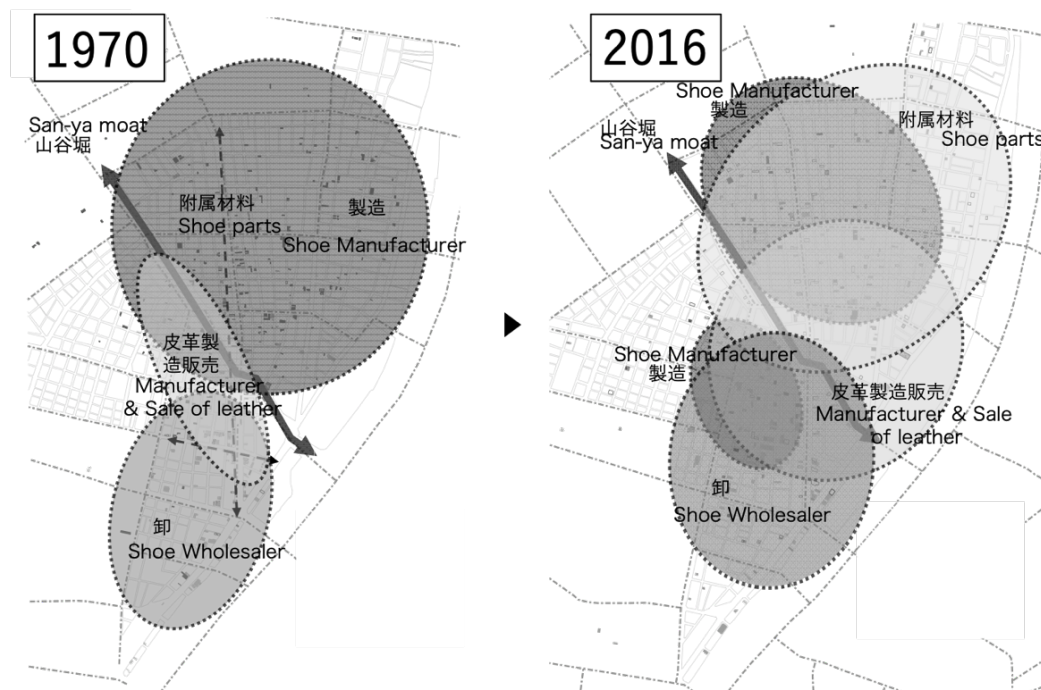 1970
San-ya moat
山谷堀
附属材料
Shoe parts
製造
Shoe Manufacturer
皮革製
造販売
Manufacturer
& Sale of leather
卸
Shoe Wholesaler
2016
Shoe Manufacturer
製造
附属材料
Shoe parts
山谷堀
San-ya moat
Shoe Manufacturer
製造
皮革製造販売
Manufacturer & Sale
of leather
卸
Shoe Wholesaler